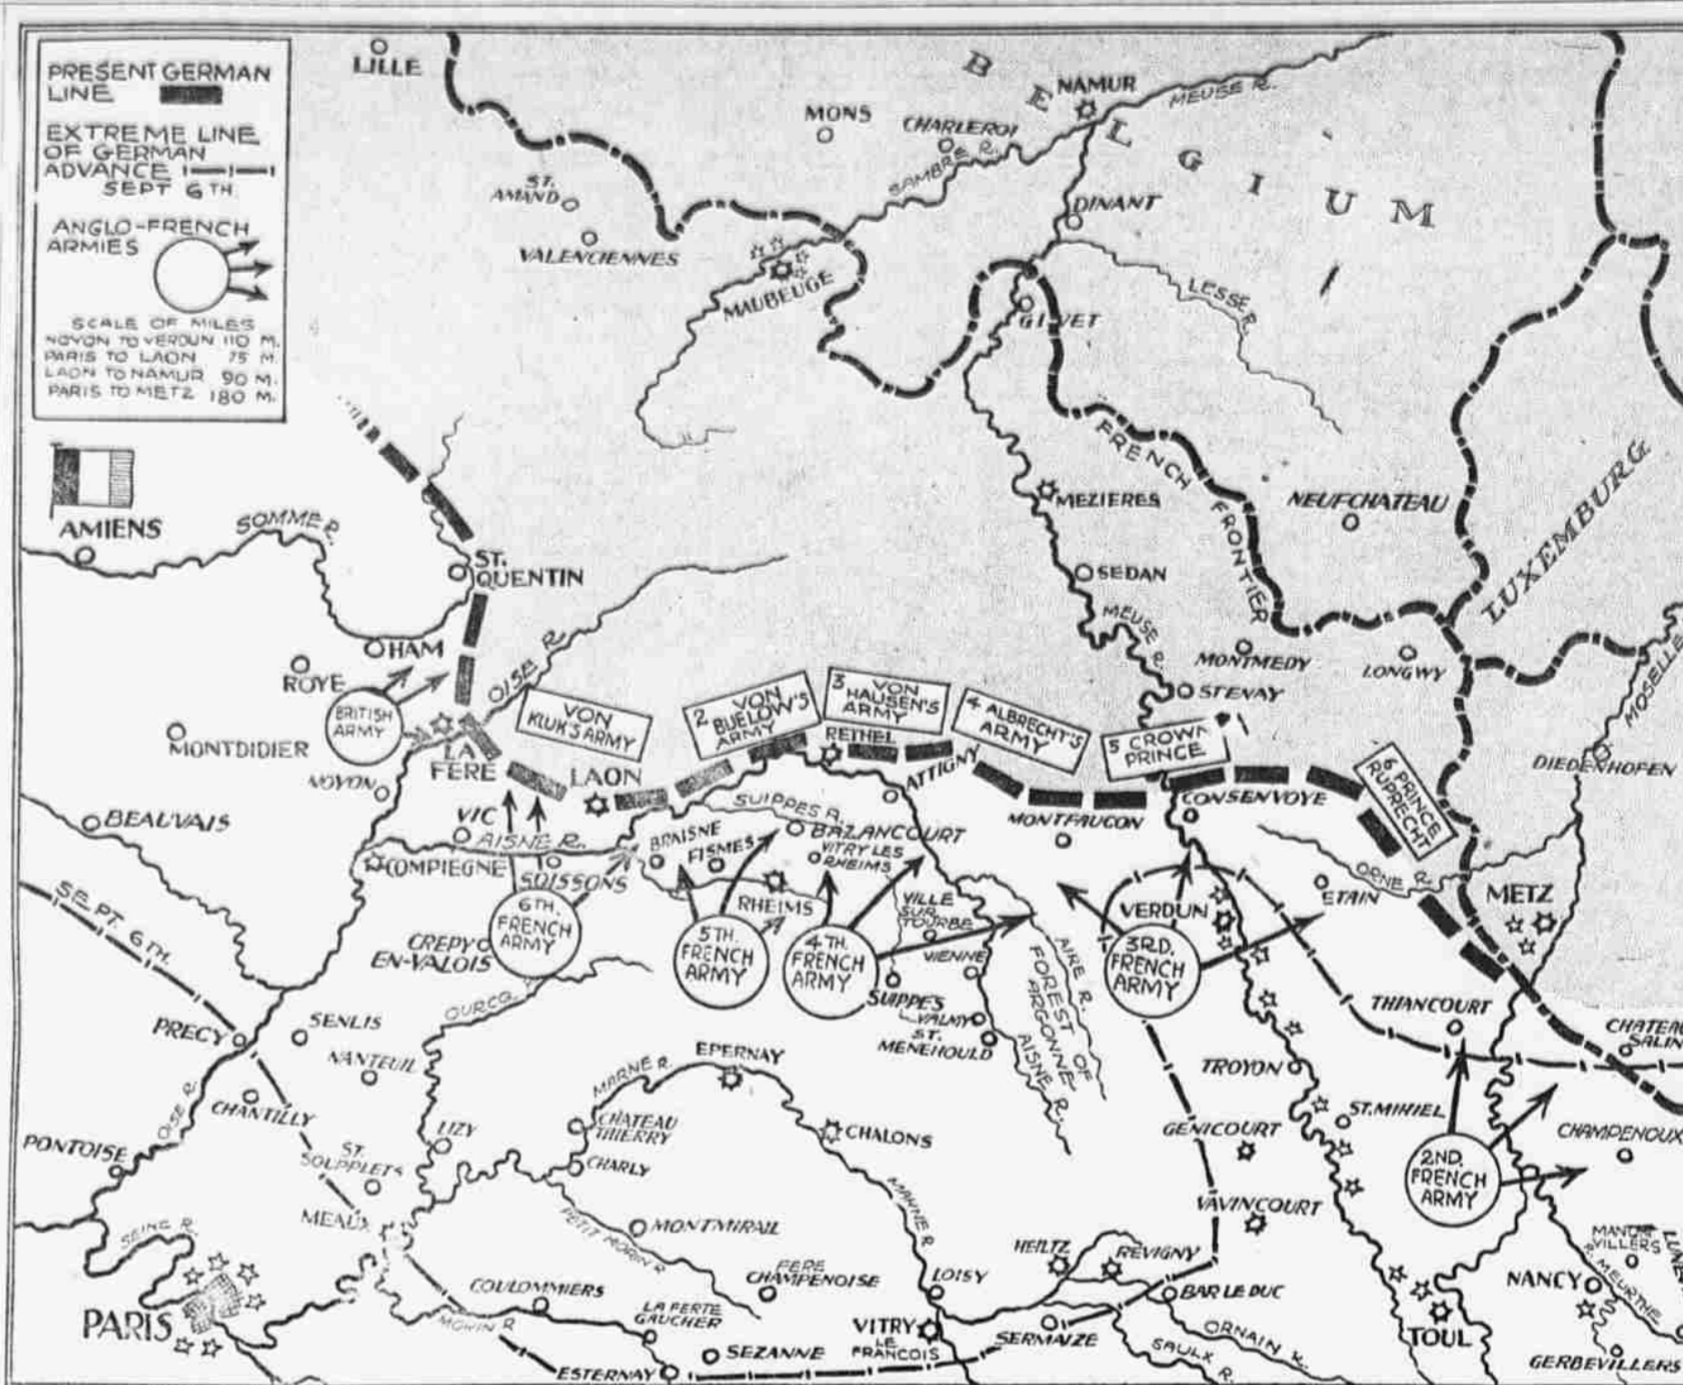 PRESENT GERMAN
LINE
EXTREME LINE
OF GERMAN
ADVANCE
SEPT 6TH.
ANGLO-FRENCH
ARMIES
SCALE OF MILES
NOYON TO VERDUN 110 M.
PARIS TO LAON 75 M.
LAON TO NAMUR 90 M.
PARIS TO METZ 180 M.
LILLE
BELGIUM
NAMUR
MEUSE R.
MONS
CHARLEROI
SAMBRE R.
ST.
AMAND
DINANT
VALENCIENNES
MAUBEUGE
LESSE R.
GIVET
FRENCH FRONTIER
MEZIERES
NEUFCHATEAU
LUXEMBURG
AMIENS
SOMME R.
ST.
QUENTIN
SEDAN
MEUSE R.
HAM
ROYE
OISE R.
MONTMEDY
LONGWY
STENAY
MOSELLE
BRITISH
ARMY
MONTDIDIER
LA
FERE
VON
KLUK'S ARMY
2 VON
BUELOW'S
ARMY
3 VON
HAUSEN'S
ARMY
4 ALBRECHT'S
ARMY
5 CROWN
PRINCE
6 PRINCE
RUPRECHT
RETHEL
ATTIGNY
DIEDENHOFEN
NOYON
LAON
CONSENVOYE
MONTFAUCON
BEAUVAIS
VIC
AISNE R.
SUIPPES R.
BRAISNE
FISMES
BAZANCOURT
VITRY LES
RHEIMS
COMPIEGNE
SOISSONS
ORNE R.
ETAIN
METZ
RHEIMS
VILLE
SUR
TOURBE
VERDUN
SEPT. 6TH.
CREPY
EN-VALOIS
6TH.
FRENCH
ARMY
5TH.
FRENCH
ARMY
4TH.
FRENCH
ARMY
3RD.
FRENCH
ARMY
VIENNE
AIRE R.
FOREST OF
ARGONNE
AISNE R.
OURCQ
SUIPPES
VALMY
ST.
MENEHOULD
THIANCOURT
CHATEAU
SALIN
PRECY
SENLIS
NANTEUIL
EPERNAY
MARNE R.
TROYON
CHANTILLY
OISE R.
CHATEAU
THIERRY
CHALONS
ST. MIHIEL
GENICOURT
CHAMPENOUX
PONTOISE
ST.
SOUPPLETS
LIZY
CHARLY
2ND.
FRENCH
ARMY
MARNE R.
VAVINCOURT
SEINE R.
MEAUX
PETIT MORIN R.
MONTMIRAIL
HEILTZ
REVIGNY
VILLERS
NANCY
MEURTHE
R.
COULOMMIERS
FERE
CHAMPENOISE
LOISY
BAR LE DUC
PARIS
MORIN R.
LA FERTE
GAUCHER
VITRY
LE
FRANCOIS
SERMAIZE
ORNAIN R.
SAULX R.
TOUL
ESTERNAY
SEZANNE
GERBEVILLERS